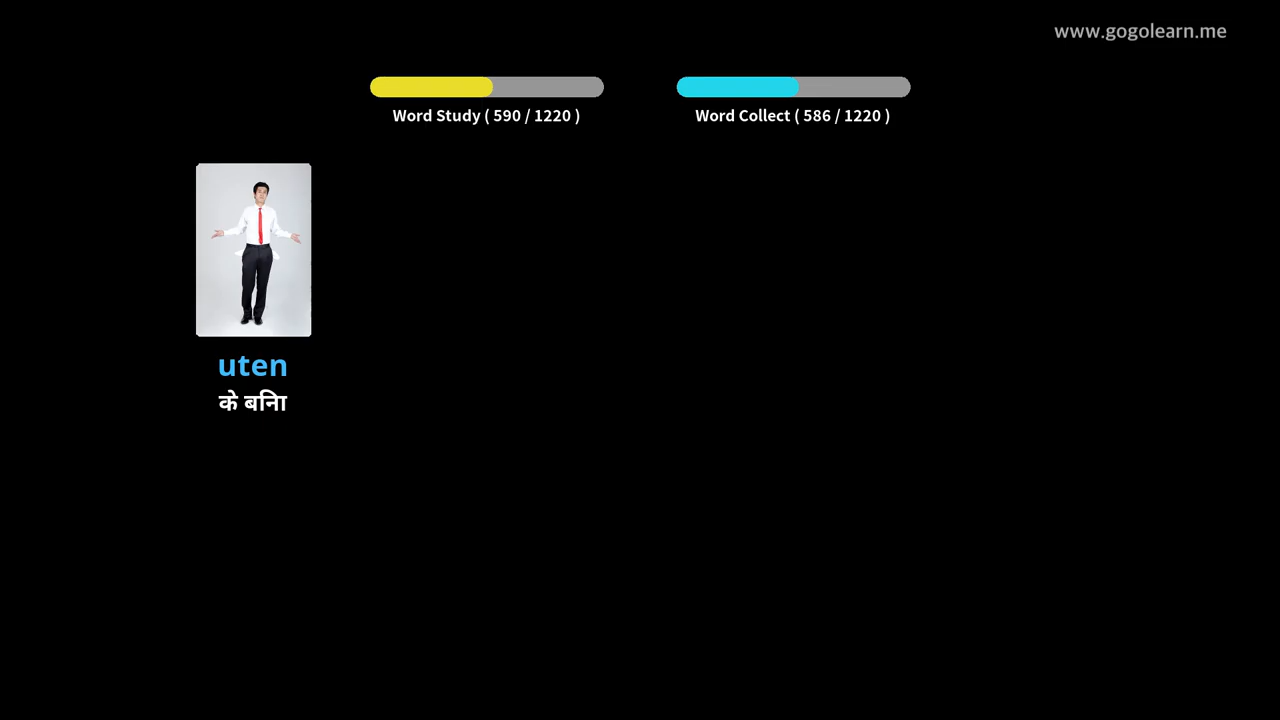 www.gogolearn.me
Word Study ( 590 / 1220 )
Word Collect ( 586 / 1220 )
uten
के बिना